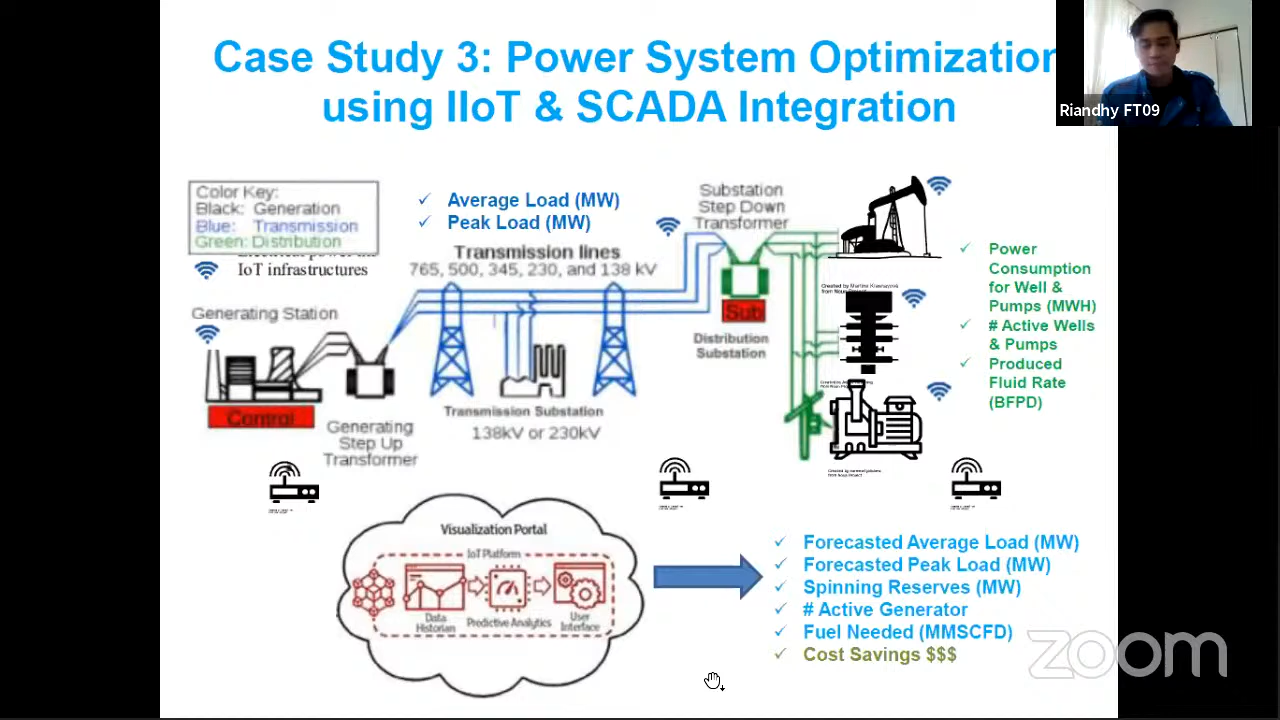 Case Study 3: Power System Optimization
using IIoT & SCADA Integration
Riandhy FT09
Color Key:
Black: Generation
Blue: Transmission
Green: Distribution
IoT infrastructures
Average Load (MW)
Peak Load (MW)
Transmission lines
765, 500, 345, 230, and 138 kV
Substation
Step Down
Transformer
Generating Station
Control
Generating
Step Up
Transformer
Transmission Substation
138kV or 230kV
Sub
Distribution
Substation
Power
Consumption
for Well &
Pumps (MWH)
# Active Wells
& Pumps
Produced
Fluid Rate
(BFPD)
Visualization Portal
IoT Platform
Data
Historian
Predictive Analytics
User
Interface
Forecasted Average Load (MW)
Forecasted Peak Load (MW)
Spinning Reserves (MW)
# Active Generator
Fuel Needed (MMSCFD)
Cost Savings $$$
zoom